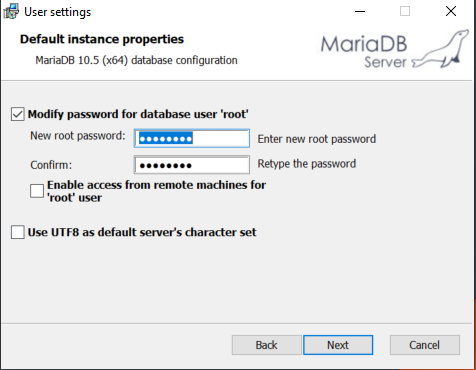 User settings
Default instance properties
MariaDB 10.5 (x64) database configuration
MariaDB
Server
Modify password for database user 'root'
New root password: ●●●●●●●● Enter new root password
Confirm: ●●●●●●●● Retype the password
Enable access from remote machines for
'root' user
Use UTF8 as default server's character set
Back Next Cancel